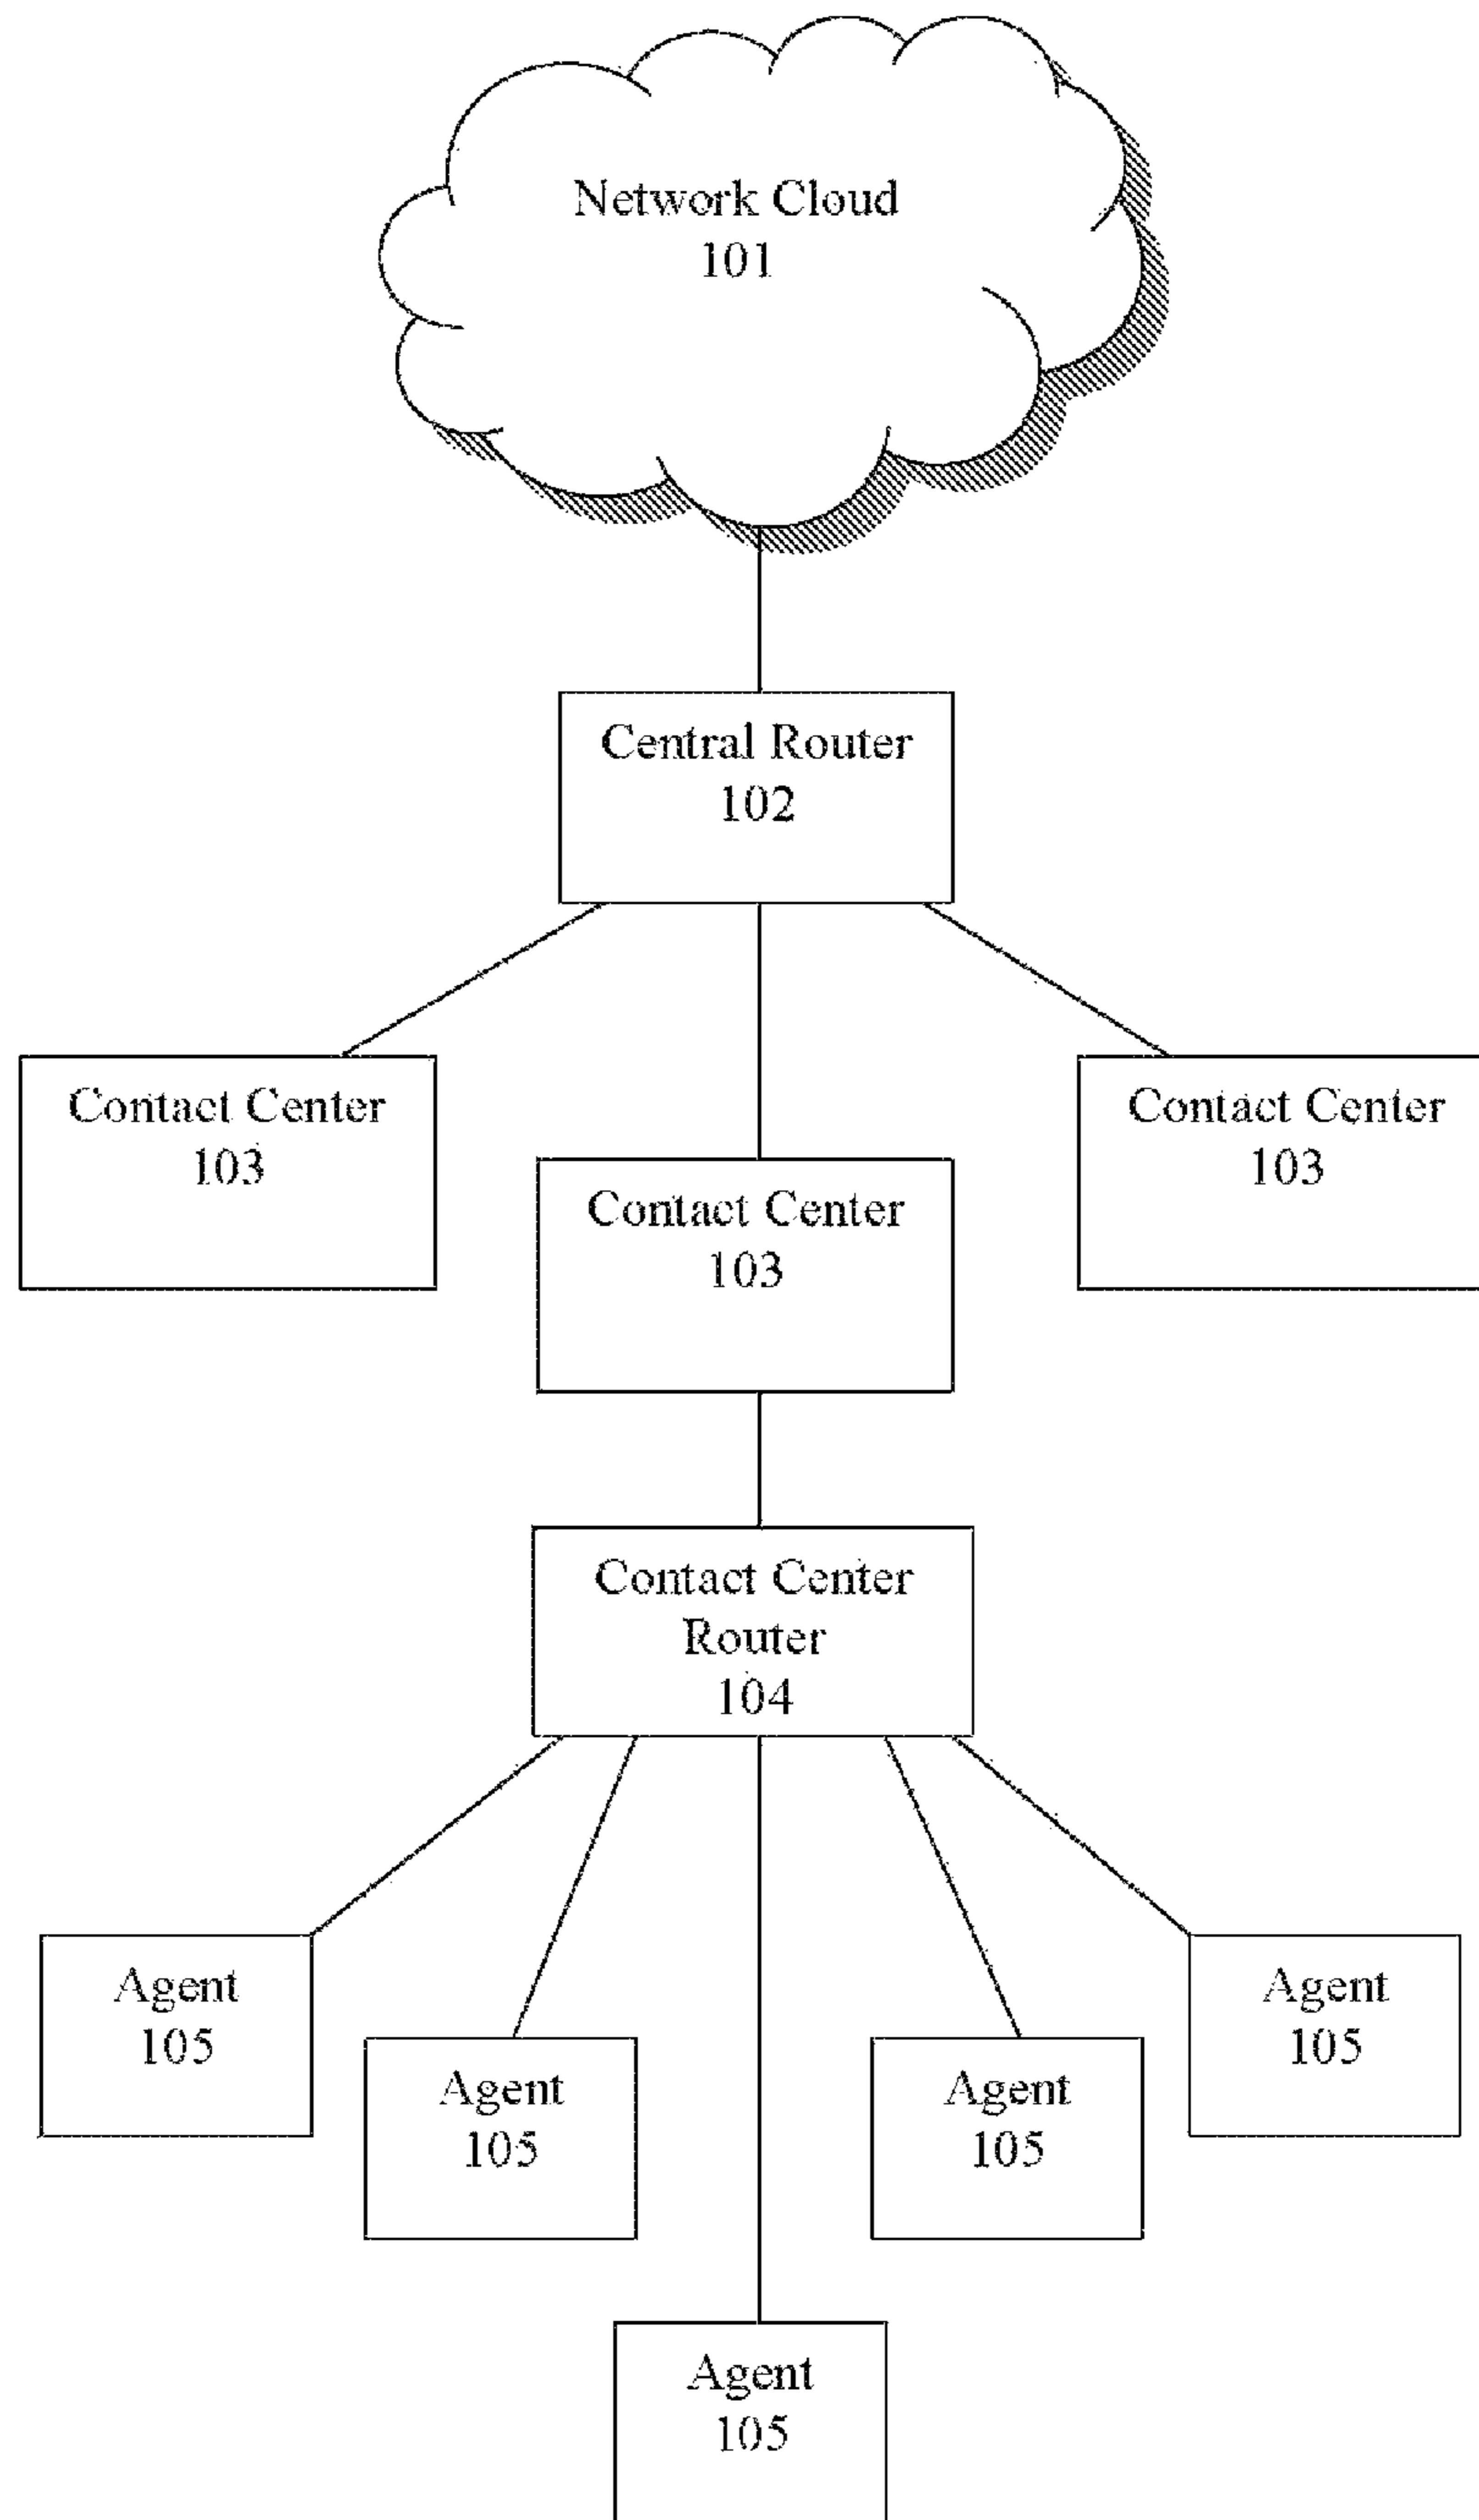 Network Cloud
101
Central Router
102
Contact Center
103
Contact Center
103
Contact Center
103
Contact Center
Router
104
Agent
105
Agent
105
Agent
105
Agent
105
Agent
105